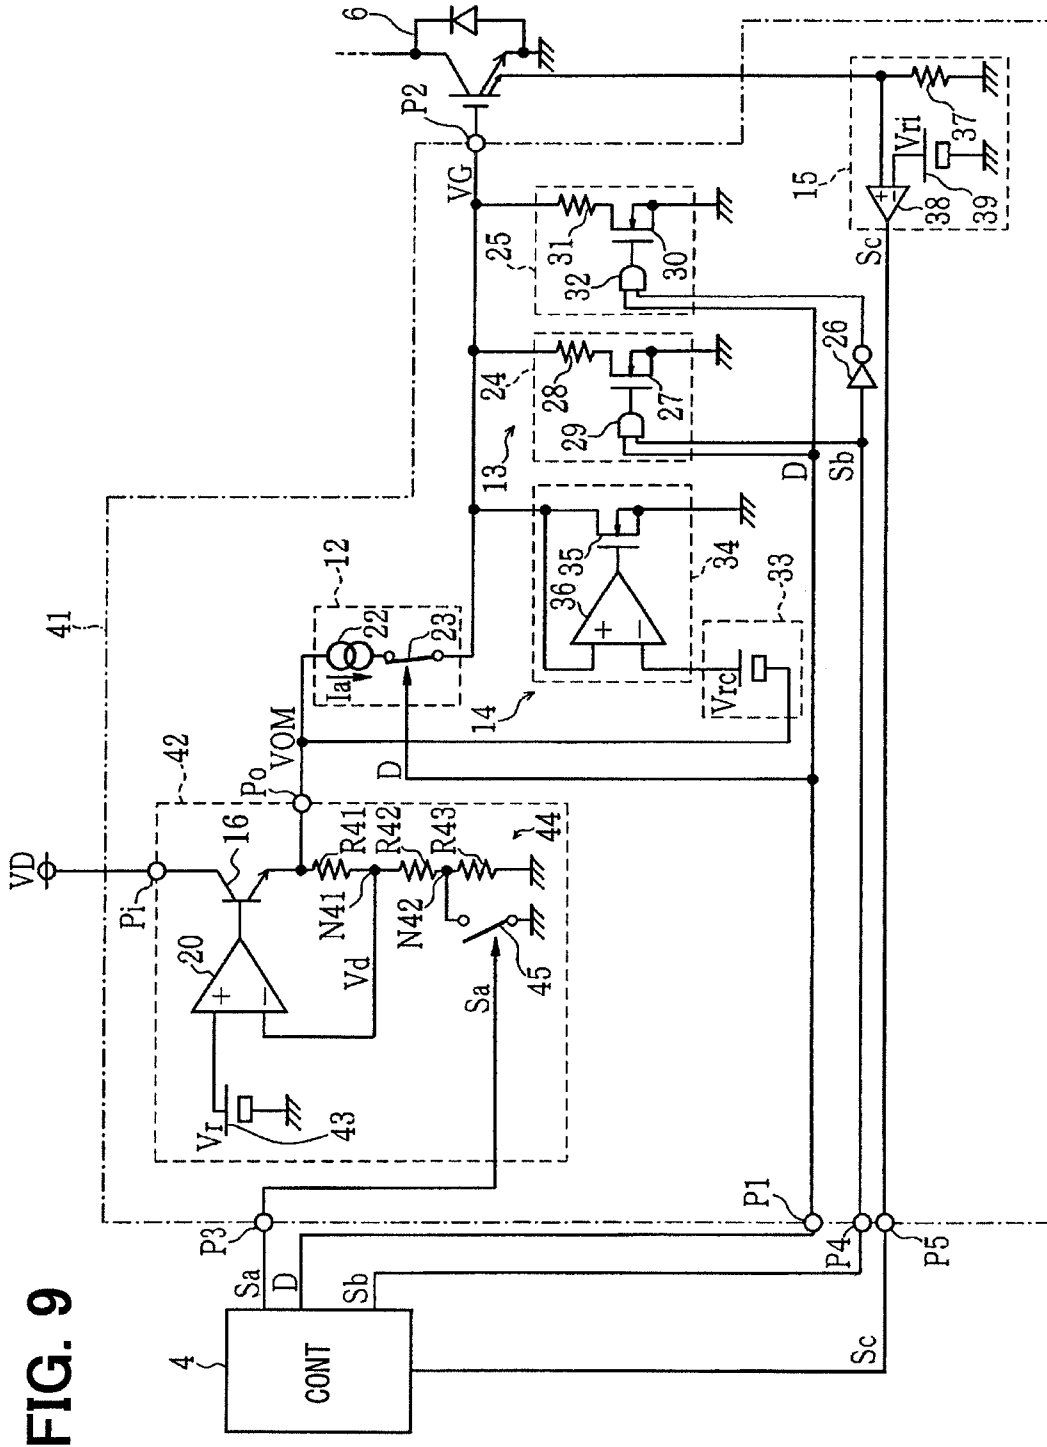 FIG. 9
41
VD
Pi
42
16
20
Vr
43
Vd
N41
R41
R42
N42
R43
44
45
Sa
Po
VOM
12
22
Ia
23
D
VG
P2
6
14
13
24
25
36
35
34
33
Vrc
29
28
27
32
31
30
D
Sb
26
15
Sc
38
39
Vri
37
4
CONT
Sa
D
Sb
Sc
P3
P1
P4
P5